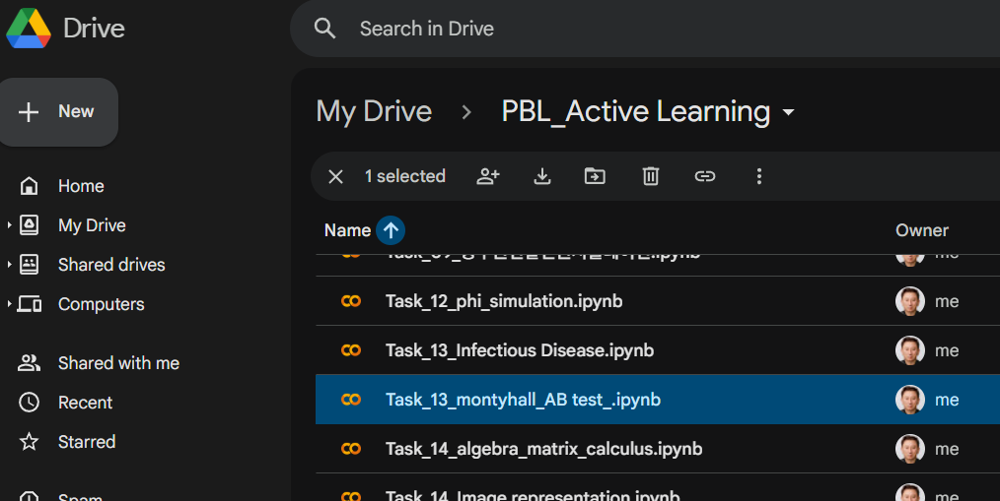 Drive
Search in Drive
New
My Drive > PBL_Active Learning
1 selected
Home
My Drive
Shared drives
Computers
Shared with me
Recent
Starred
Spam
Name Owner
me
Task_12_phi_simulation.ipynb me
Task_13_Infectious Disease.ipynb me
Task_13_montyhall_AB test_.ipynb me
Task_14_algebra_matrix_calculus.ipynb me
Task_14_Image representation.ipynb